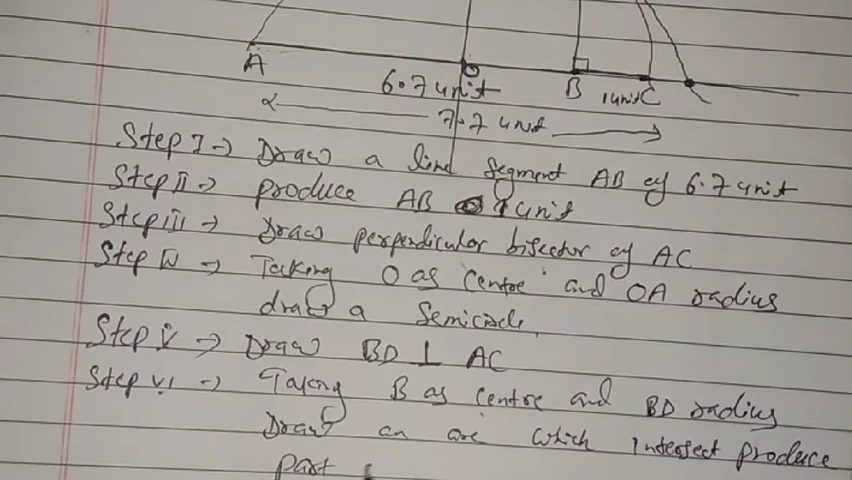 A
6.7 unit
B 1unit C
7.7 unit
Step I → Draw a line segment AB of 6.7 unit
Step II → produce AB 1 unit
Step III → Draw perpendicular bisector of AC
Step IV → Taking O as centre and OA radius
draw a Semicircle,
Step V → Draw BD ⊥ AC
Step VI → Taking B as centre and BD radius
Draw an arc which intersect produce
part